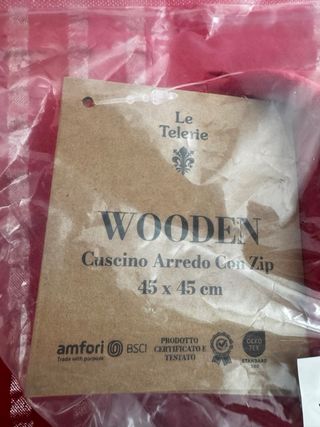 Le
Telerie
WOODEN
Cuscino Arredo Con Zip
45 x 45 cm
amfori BSCI
Trade with purpose
PRODOTTO
CERTIFICATO E
TESTATO
OEKO
TEX
STANDARD
100